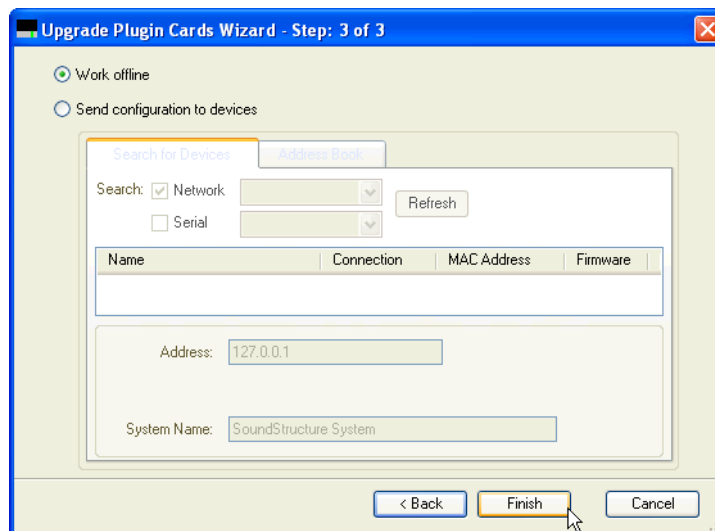 Upgrade Plugin Cards Wizard - Step: 3 of 3
Work offline
Send configuration to devices
Search for Devices Address Book
Search: Network
Refresh
Serial
Name Connection MAC Address Firmware
Address: 127.0.0.1
System Name: SoundStructure System
< Back Finish Cancel